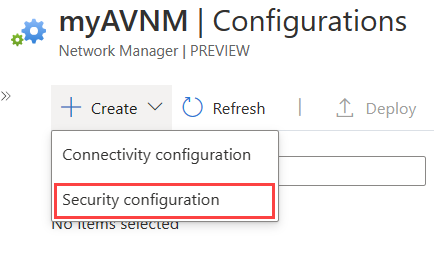 myAVNM | Configurations
Network Manager | PREVIEW
Create Refresh | Deploy
Connectivity configuration
Security configuration
No items selected